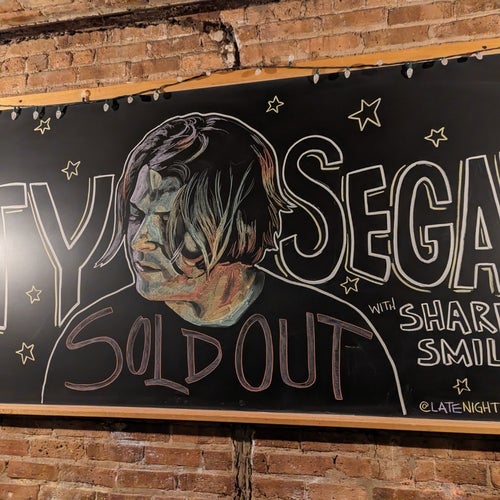 TY SEGA
WITH SHAR
SMIL
SOLD OUT
@LATENIGHT